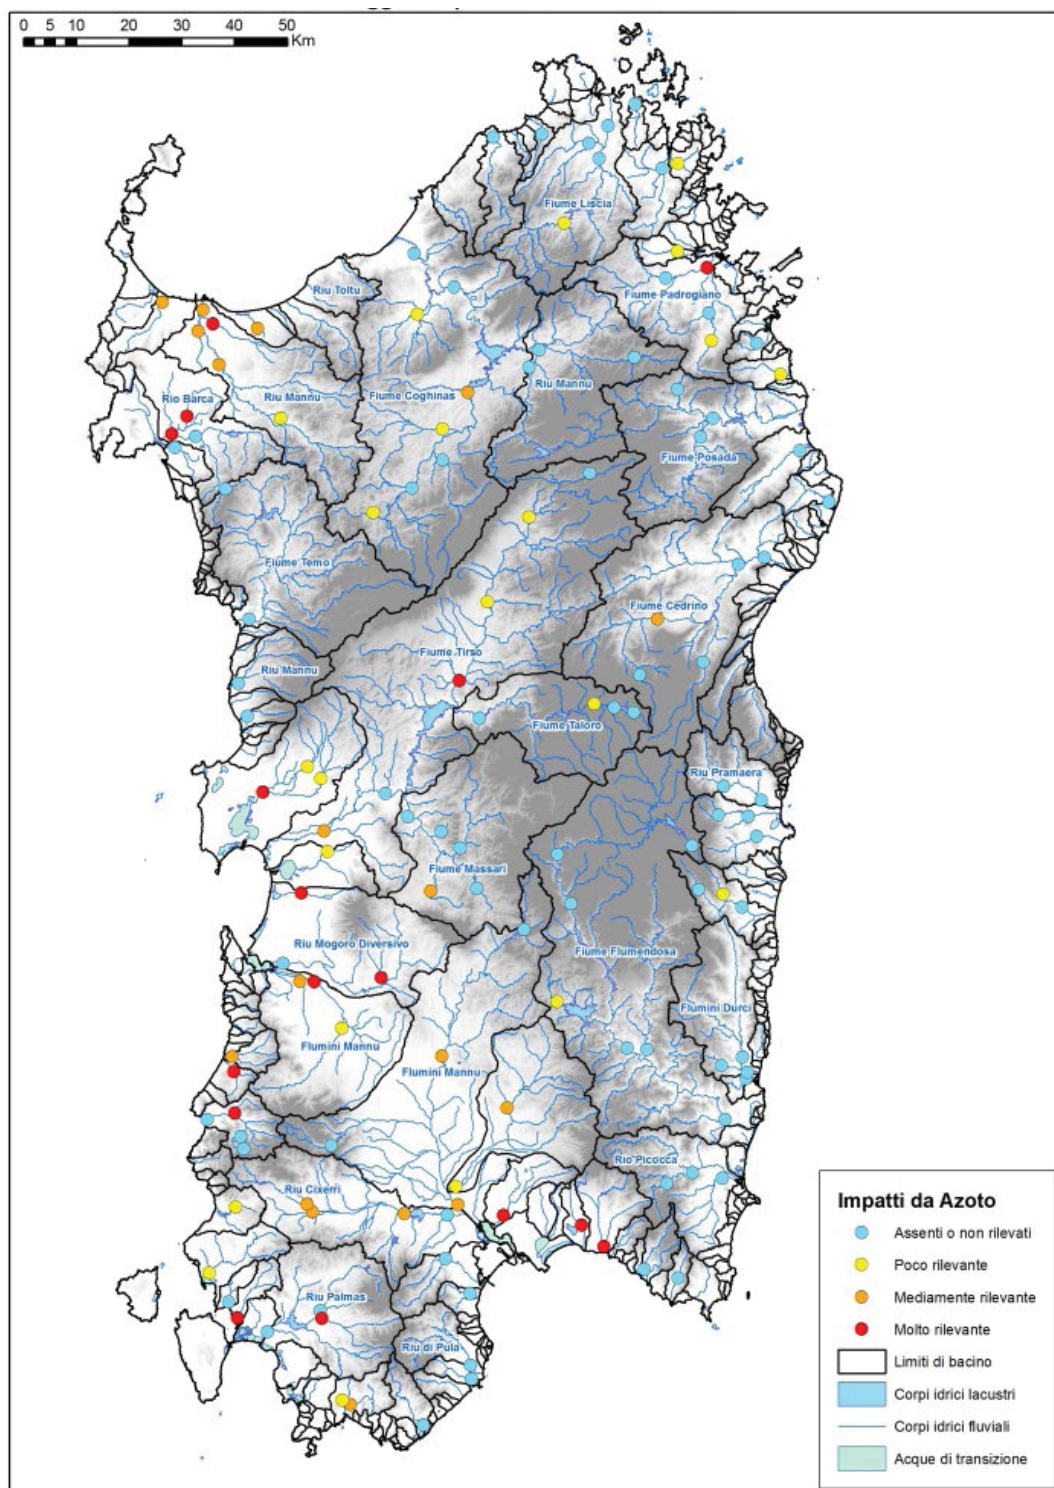 0 5 10 20 30 40 50
Km
Fiume Liscia
Riu Toltu
Fiume Padrogiano
Rio Barca
Riu Mannu
Fiume Coghinas
Riu Mannu
Fiume Posada
Fiume Temo
Fiume Cedrino
Fiume Tirso
Riu Mannu
Fiume Taloro
Riu Pramaera
Fiume Massari
Riu Mogoro Diversivo
Fiume Flumendosa
Flumini Durci
Flumini Mannu
Flumini Mannu
Rio Picocca
Riu Cixerri
Riu Palmas
Riu di Pula
Impatti da Azoto
Assenti o non rilevati
Poco rilevante
Mediamente rilevante
Molto rilevante
Limiti di bacino
Corpi idrici lacustri
Corpi idrici fluviali
Acque di transizione